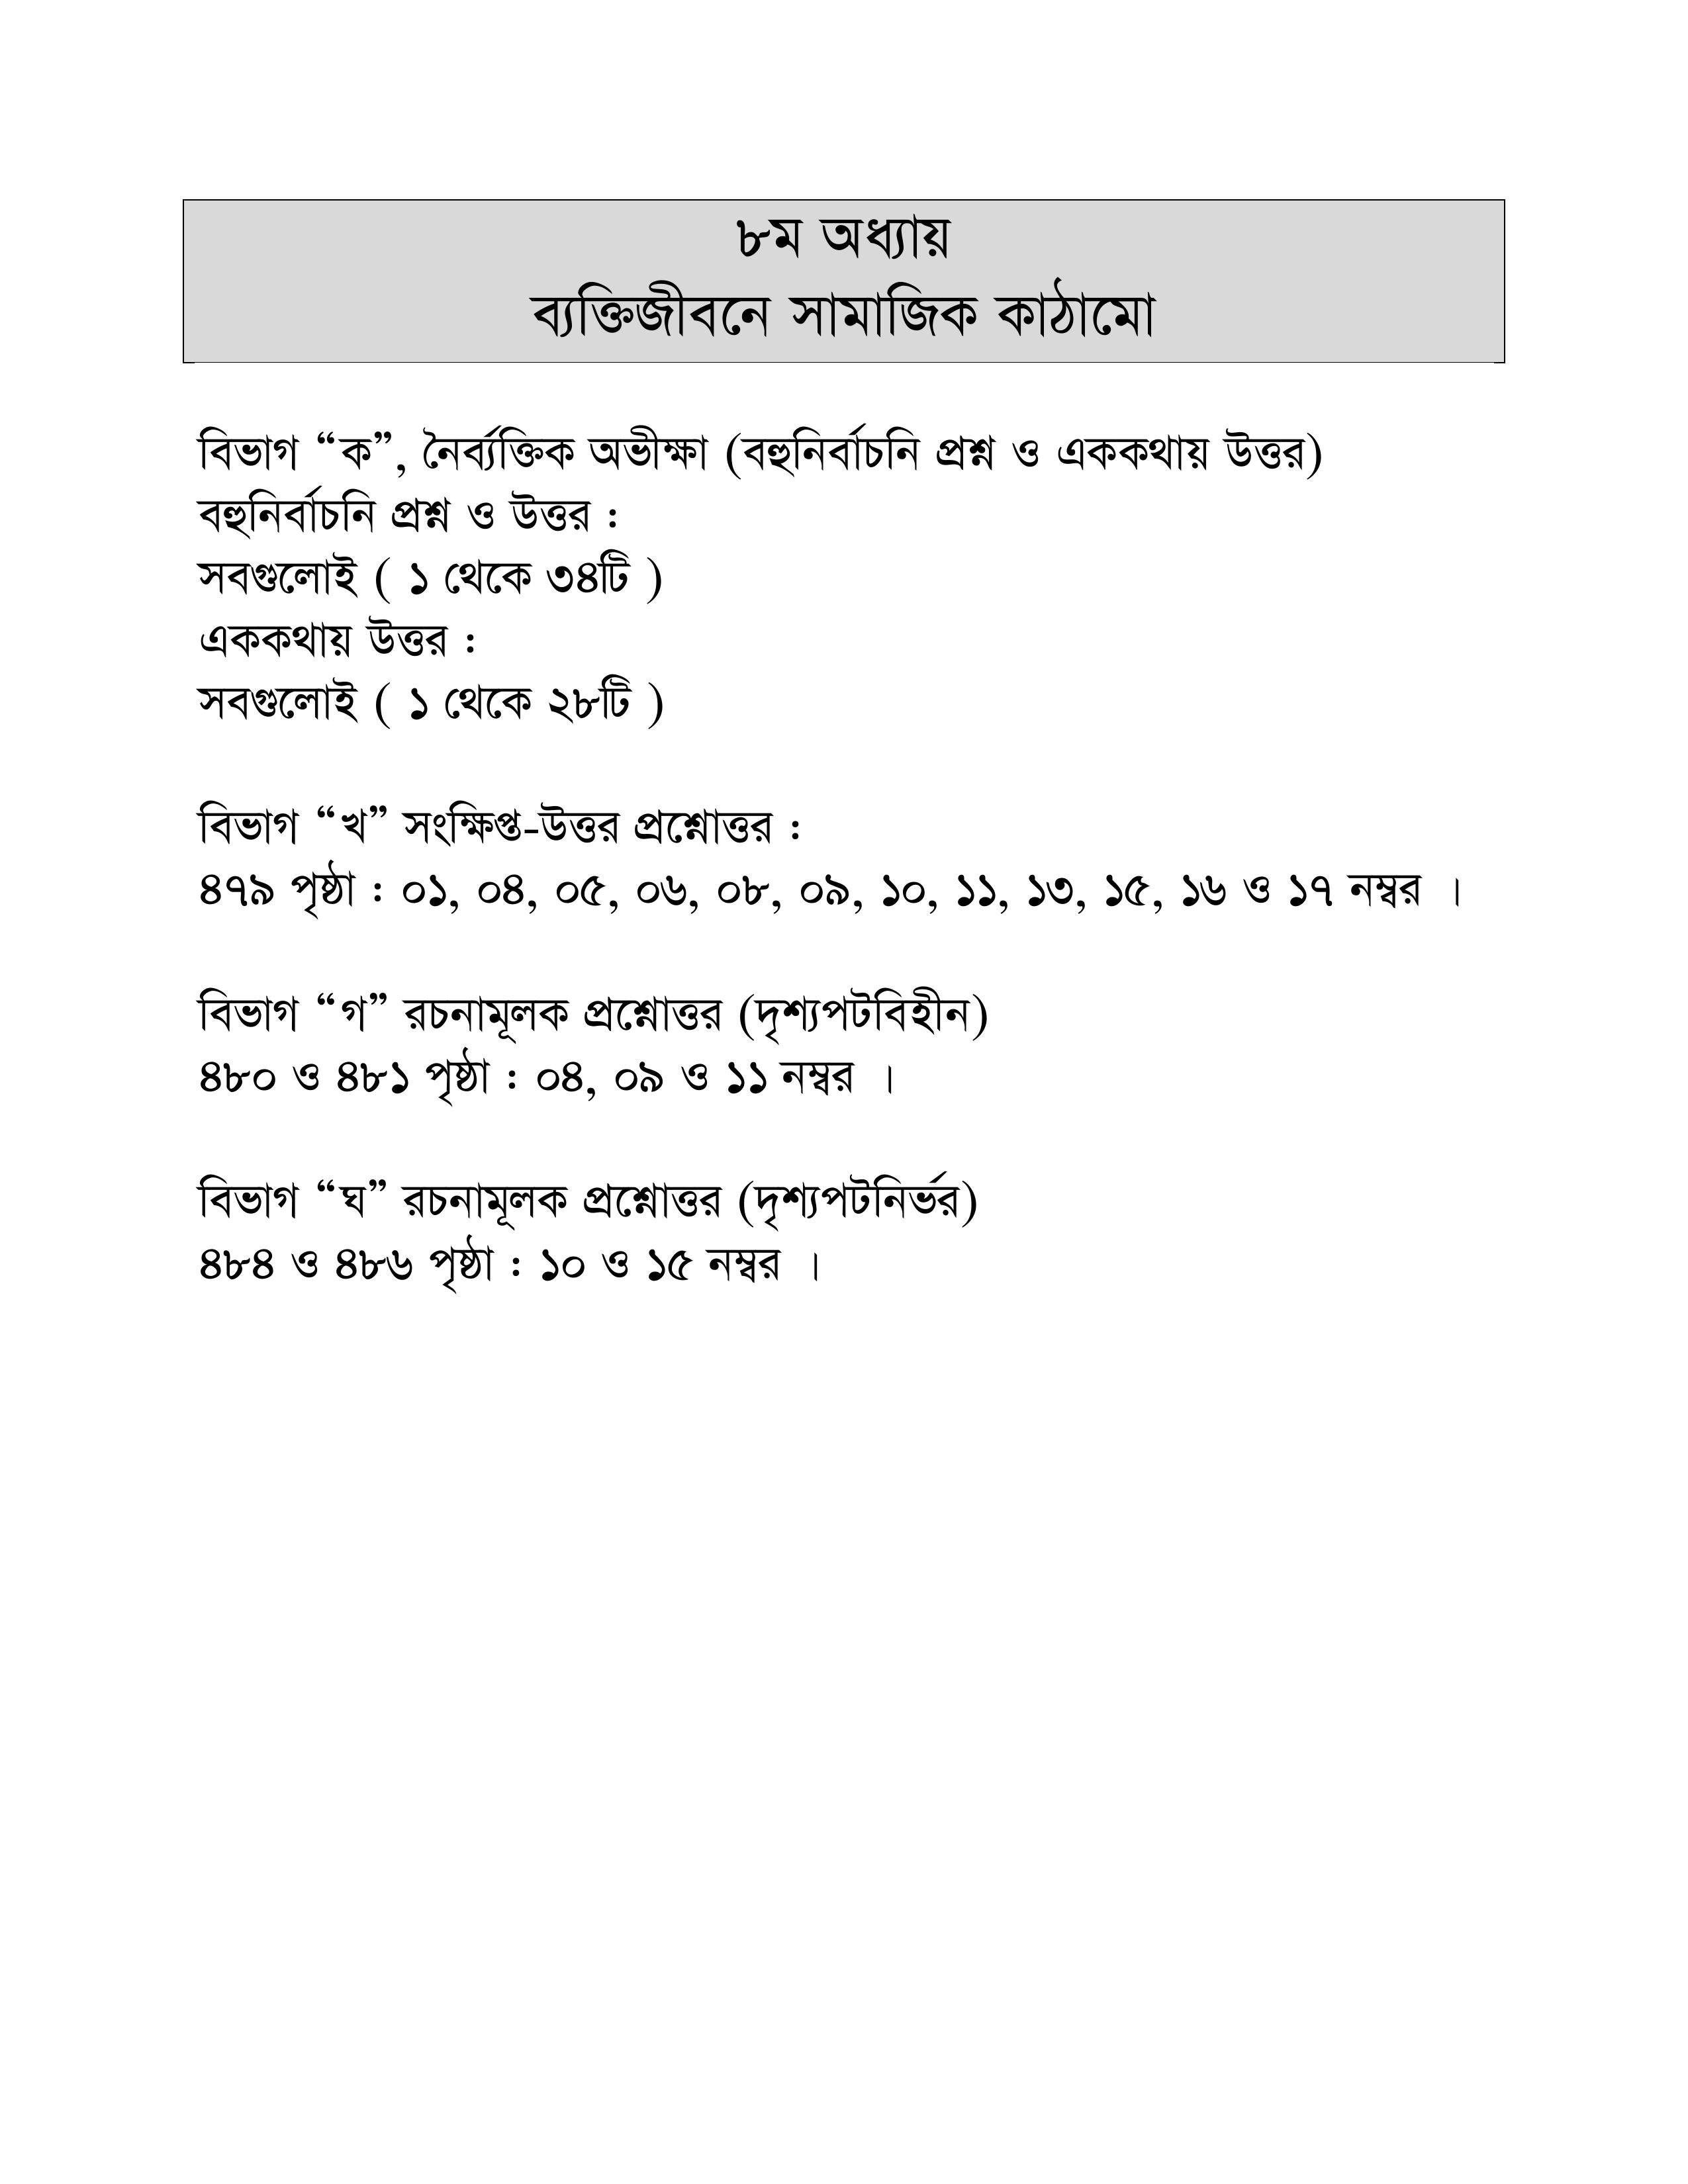 ৮ম অধ্যায়
ব্যক্তিজীবনে সামাজিক কাঠামো
বিভাগ “ক”, নৈর্ব্যক্তিক অভীক্ষা (বহুনির্বাচনি প্রশ্ন ও এককথায় উত্তর)
বহুনির্বাচনি প্রশ্ন ও উত্তর :
সবগুলোই ( ১ থেকে ৩৪টি )
এককথায় উত্তর :
সবগুলোই ( ১ থেকে ২৮টি )
বিভাগ “খ” সংক্ষিপ্ত-উত্তর প্রশ্নোত্তর :
৪৭৯ পৃষ্ঠা : ০১, ০৪, ০৫, ০৬, ০৮, ০৯, ১০, ১১, ১৩, ১৫, ১৬ ও ১৭ নম্বর ।
বিভাগ “গ” রচনামূলক প্রশ্নোত্তর (দৃশ্যপটবিহীন)
৪৮০ ও ৪৮১ পৃষ্ঠা : ০৪, ০৯ ও ১১ নম্বর ।
বিভাগ “ঘ” রচনামূলক প্রশ্নোত্তর (দৃশ্যপটনির্ভর)
৪৮৪ ও ৪৮৬ পৃষ্ঠা : ১০ ও ১৫ নম্বর ।